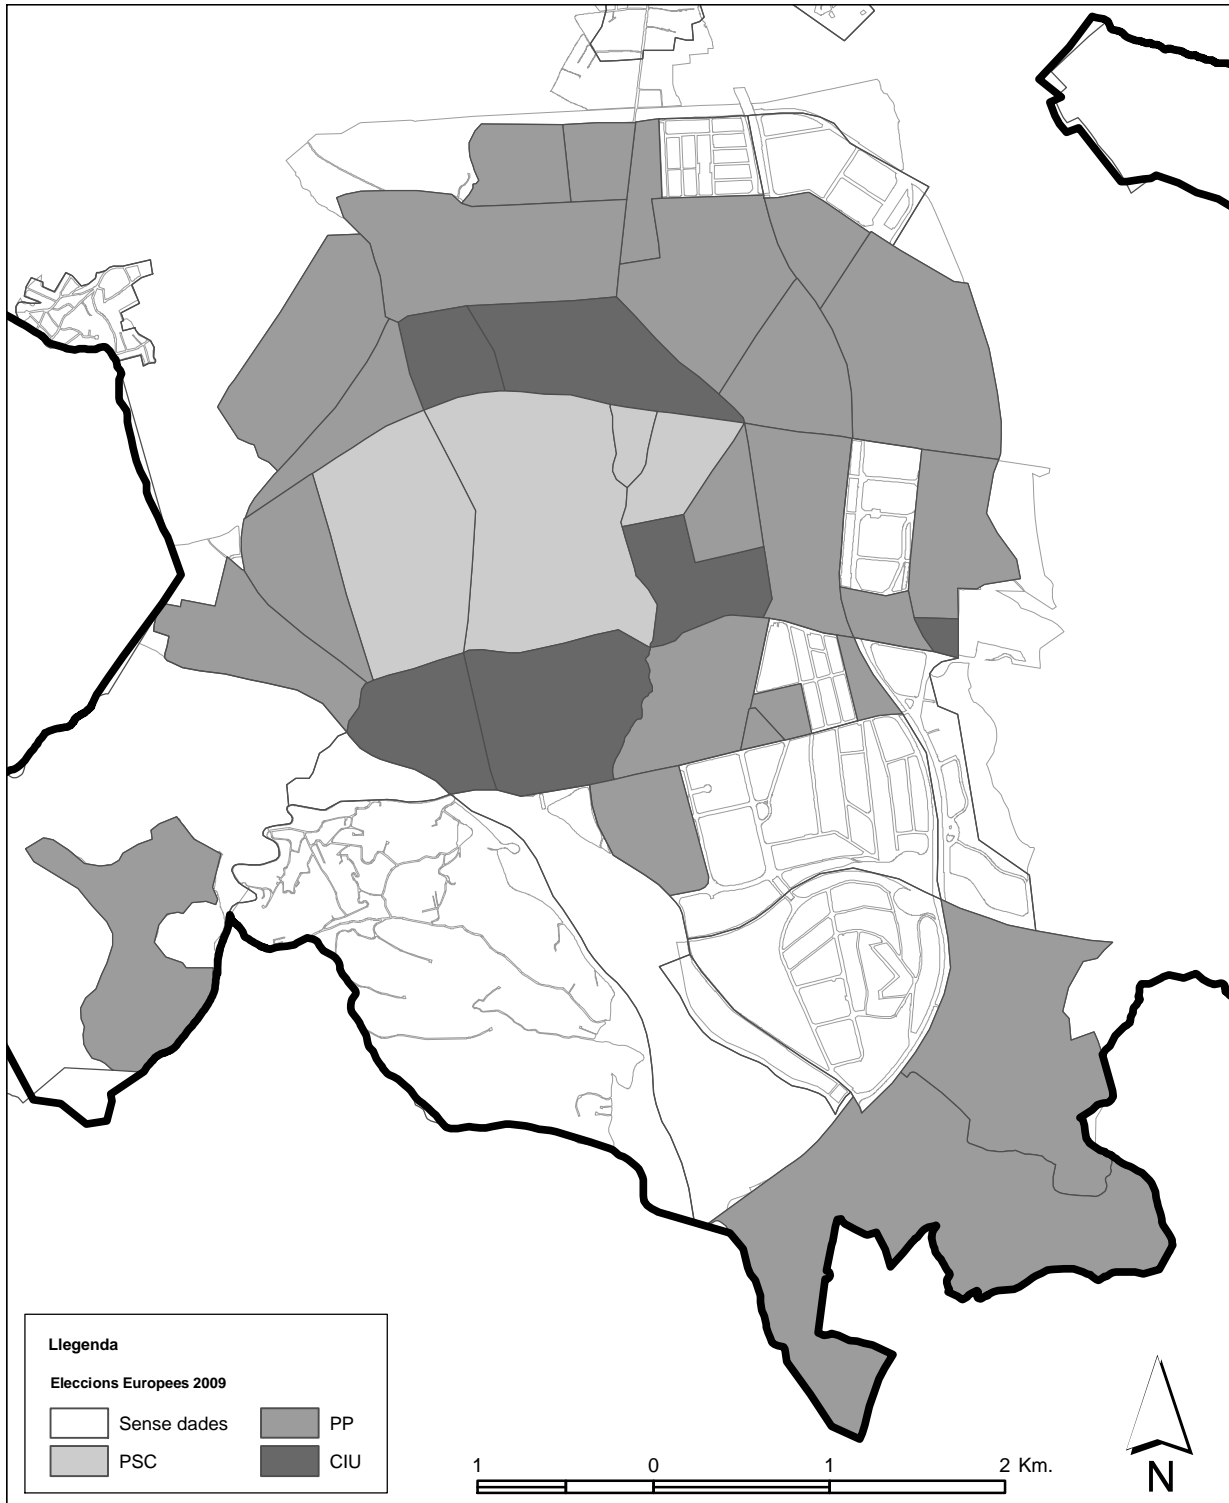 Llegenda
Eleccions Europees 2009
Sense dades
PP
PSC
CIU
1 0 1 2 Km.
N